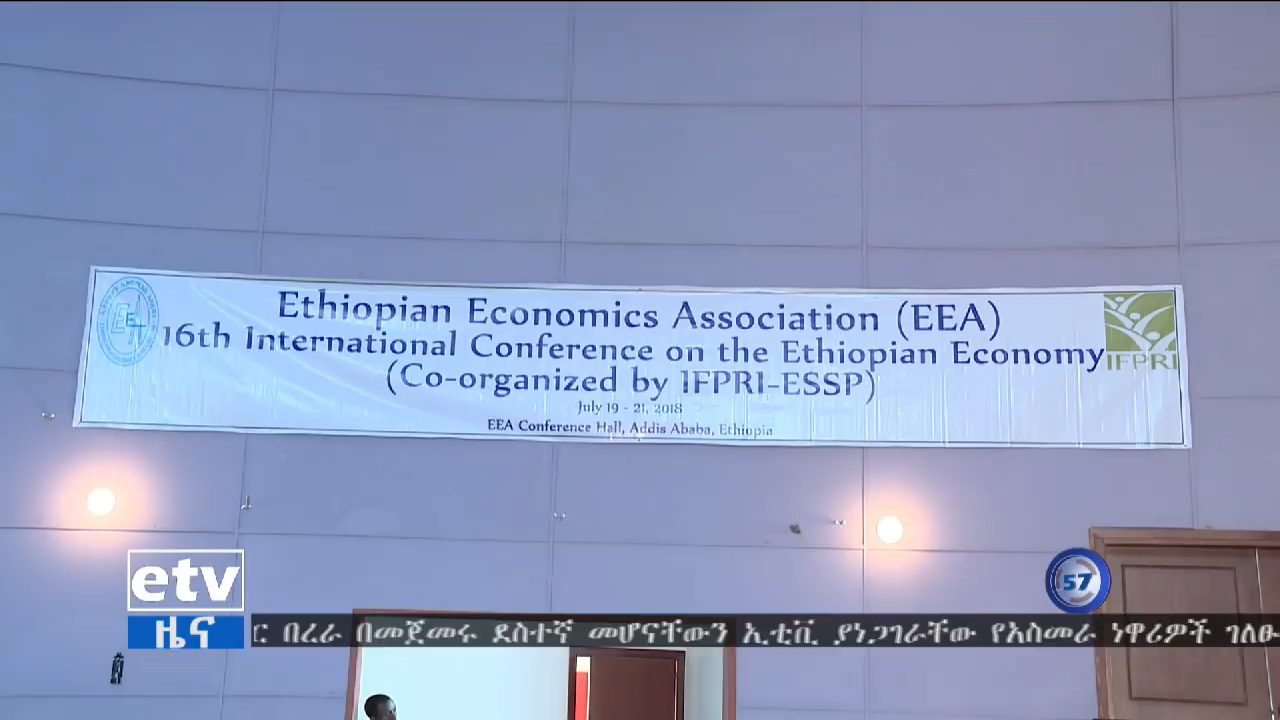 Ethiopian Economics Association (EEA)
16th International Conference on the Ethiopian Economy
(Co-organized by IFPRI-ESSP)
July 19 - 21, 2018
EEA Conference Hall, Addis Ababa, Ethiopia
IFPRI
etv
57
ዜና
በረራ በመጀመሩ ደስተኛ መሆናቸውን ኢቲቪ ያነጋገራቸው የአስመራ ነዋሪዎች ገለፁ